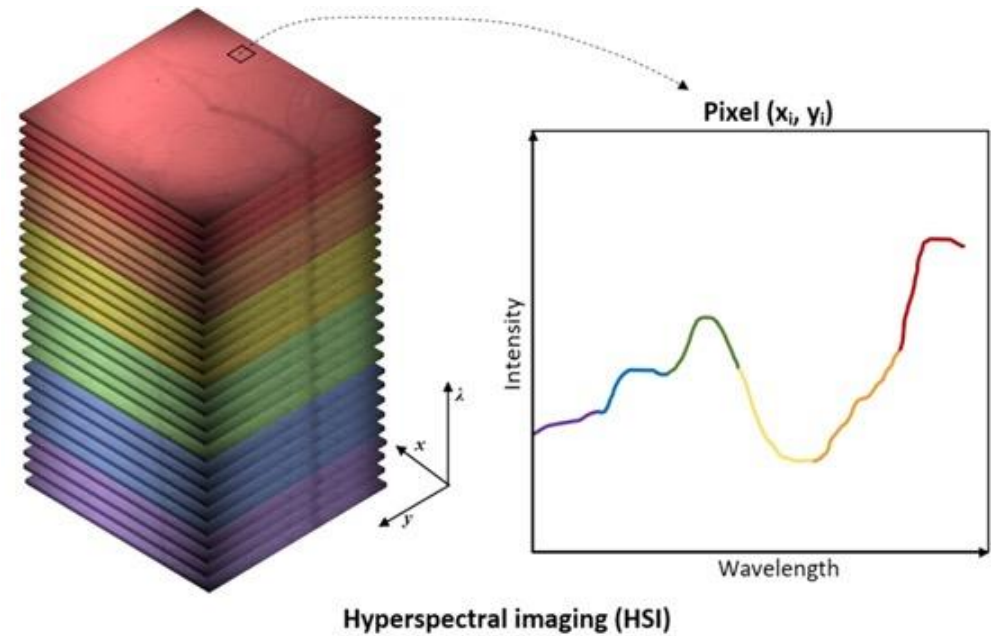 Pixel (xᵢ, yᵢ)
λ
x
y
Intensity
Wavelength
Hyperspectral imaging (HSI)